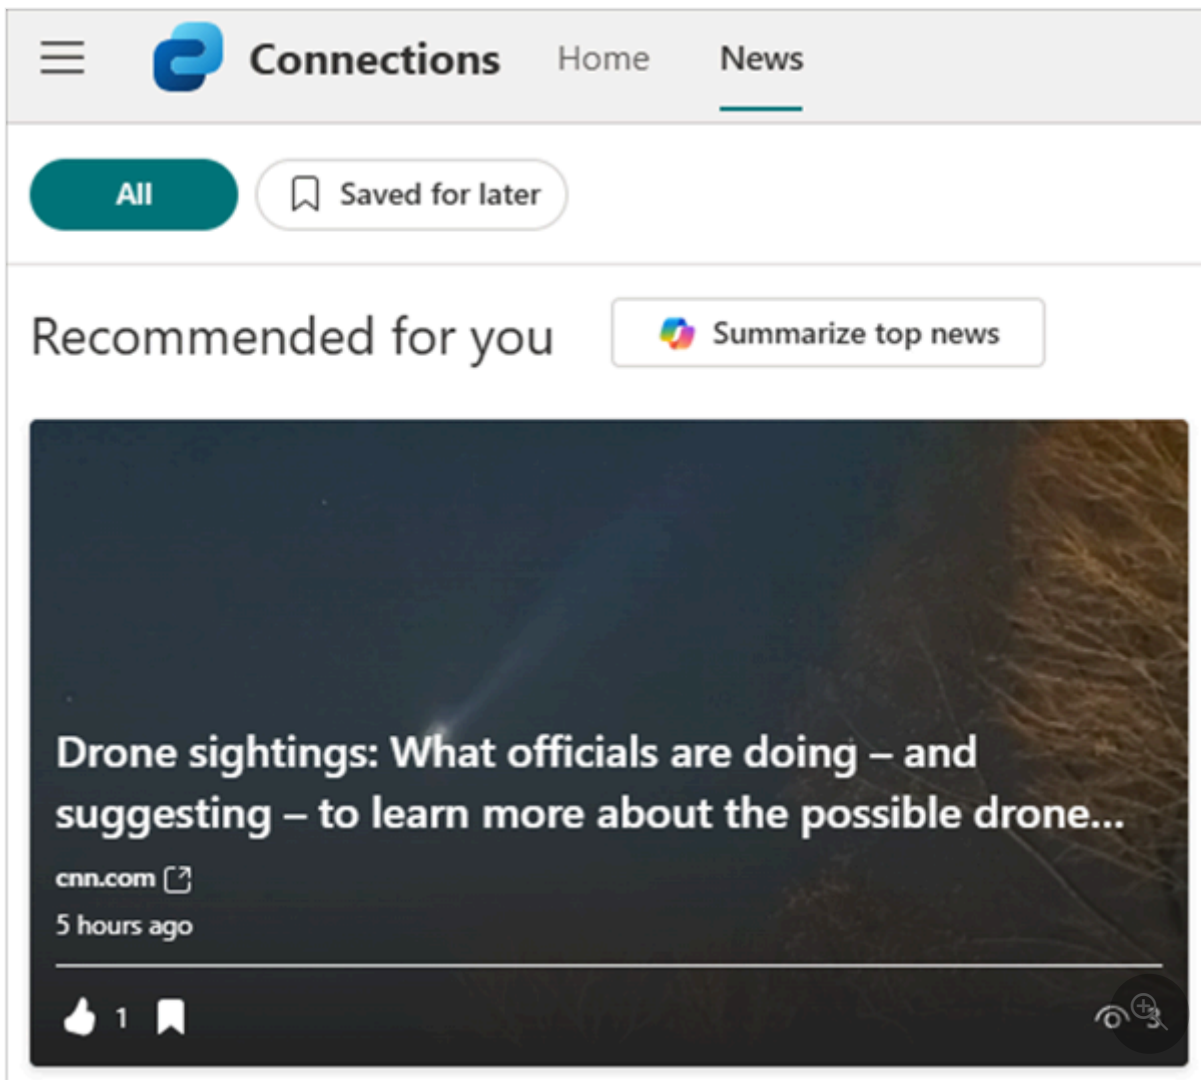 Connections Home News
All Saved for later
Recommended for you Summarize top news
Drone sightings: What officials are doing – and
suggesting – to learn more about the possible drone...
cnn.com
5 hours ago
1 3